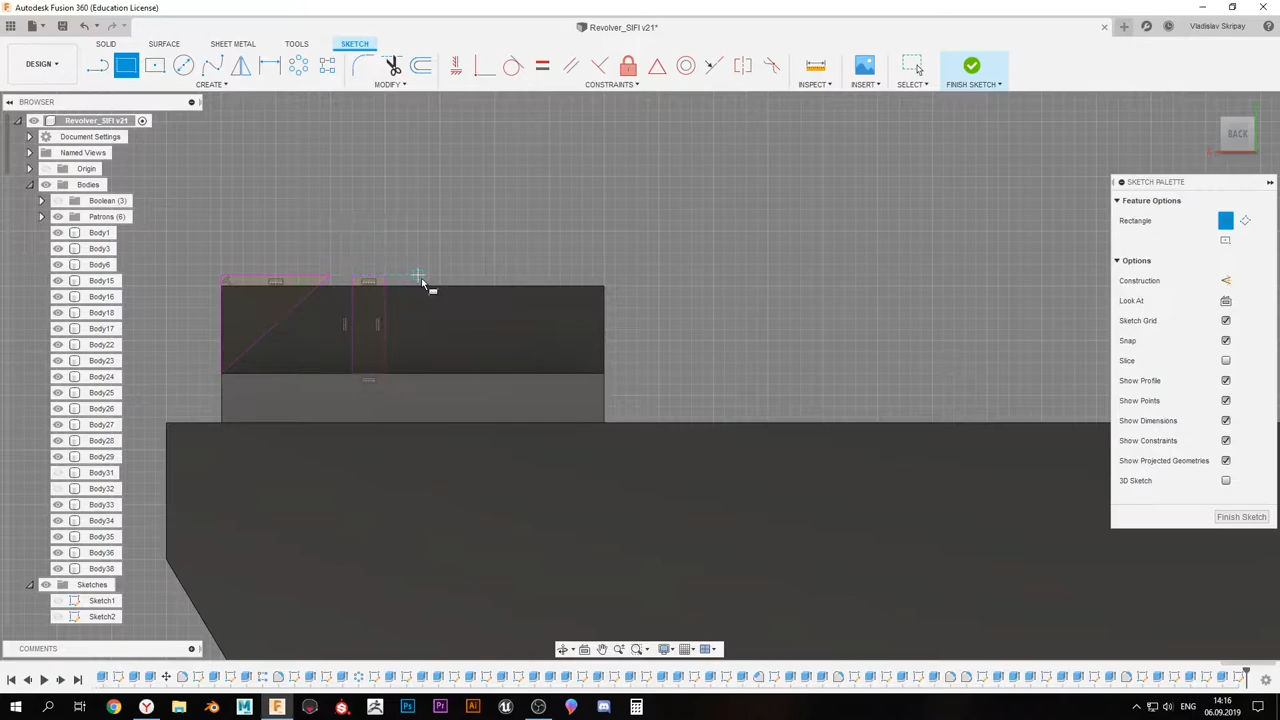 Autodesk Fusion 360 (Education License)
Revolver_SIFI v21*
Vladislav Skripay
DESIGN
SOLID
SURFACE
SHEET METAL
TOOLS
SKETCH
CREATE
MODIFY
CONSTRAINTS
INSPECT
INSERT
SELECT
FINISH SKETCH
BROWSER
Revolver_SIFI v21
Document Settings
Named Views
Origin
Bodies
Boolean (3)
Patrons (6)
Body1
Body3
Body6
Body15
Body16
Body18
Body17
Body22
Body23
Body24
Body25
Body26
Body27
Body28
Body29
Body31
Body32
Body33
Body34
Body35
Body36
Body38
Sketches
Sketch1
Sketch2
COMMENTS
BACK
SKETCH PALETTE
Feature Options
Rectangle
Options
Construction
Look At
Sketch Grid
Snap
Slice
Show Profile
Show Points
Show Dimensions
Show Constraints
Show Projected Geometries
3D Sketch
Finish Sketch
ENG
14:16
06.09.2019